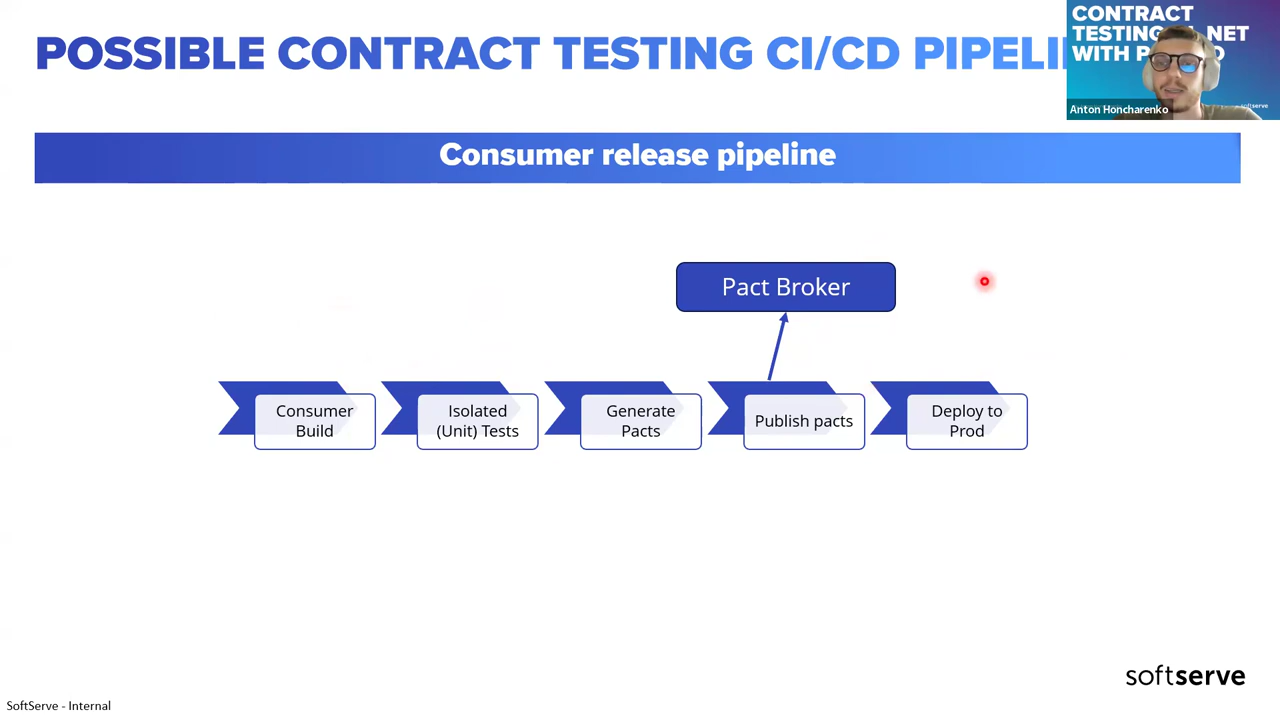 POSSIBLE CONTRACT TESTING CI/CD
CONTRACT
TESTING
NET
WITH
Anton Honcharenko
softserve
Consumer release pipeline
Pact Broker
Consumer
Build
Isolated
(Unit) Tests
Generate
Pacts
Publish pacts
Deploy to
Prod
softserve
SoftServe - Internal